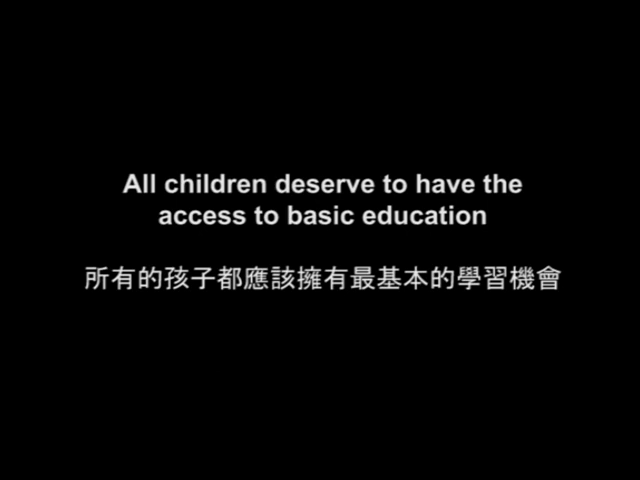 All children deserve to have the
access to basic education
所有的孩子都應該擁有最基本的學習機會